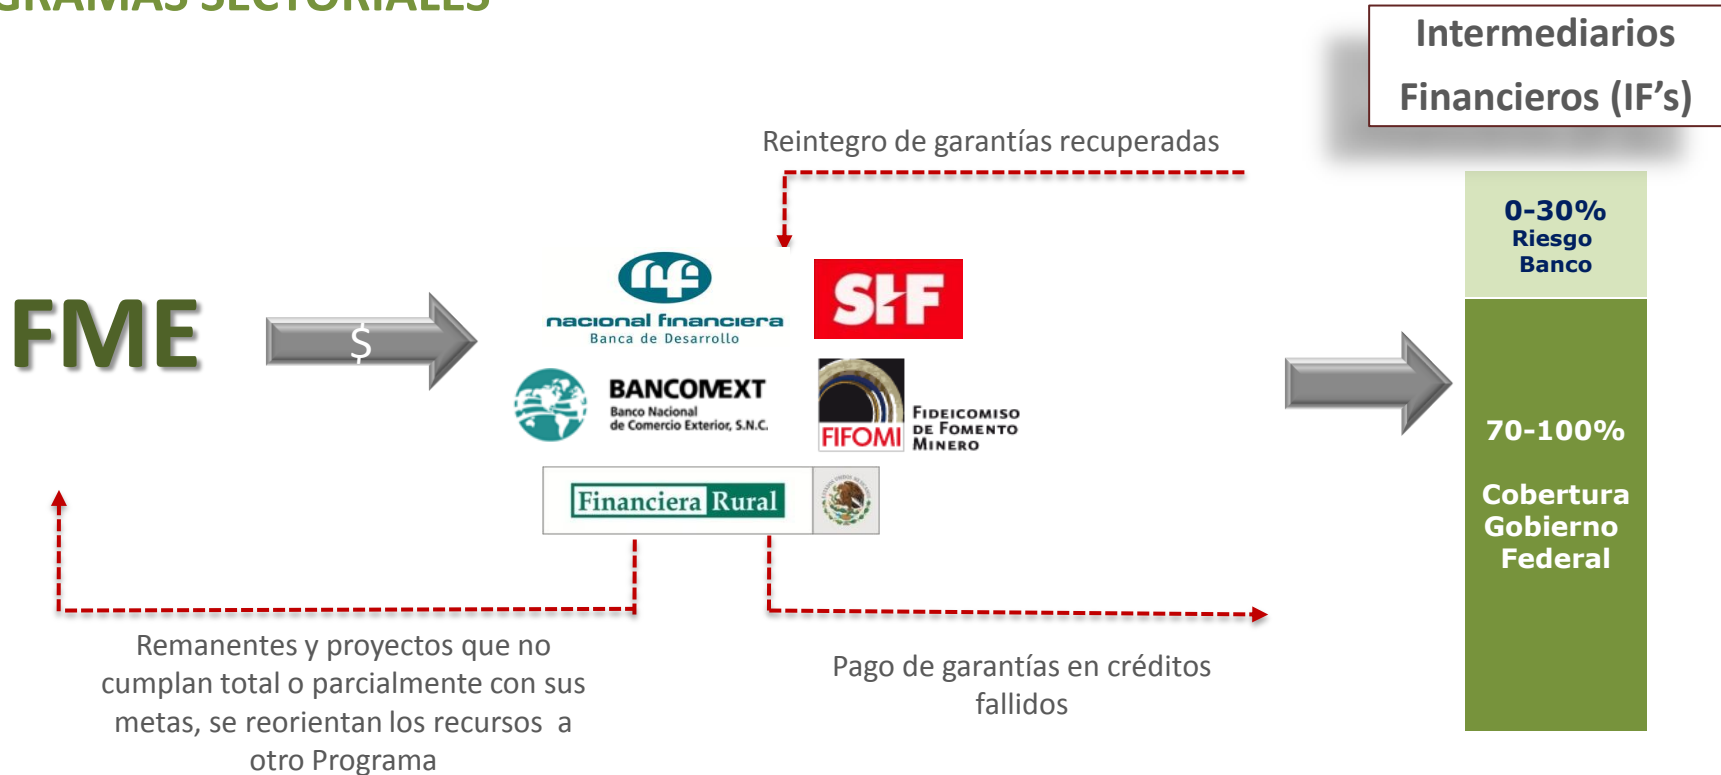 GRAMAS SECTORIALES
Intermediarios
Financieros (IF’s)
Reintegro de garantías recuperadas
0-30%
Riesgo
Banco
nf
nacional financiera
Banca de Desarrollo
SHF
FME
$
BANCOMEXT
Banco Nacional
de Comercio Exterior, S.N.C.
FIFOMI
FIDEICOMISO
DE FOMENTO
MINERO
70-100%
Cobertura
Gobierno
Federal
Financiera Rural
Remanentes y proyectos que no
cumplan total o parcialmente con sus
metas, se reorientan los recursos a
otro Programa
Pago de garantías en créditos
fallidos